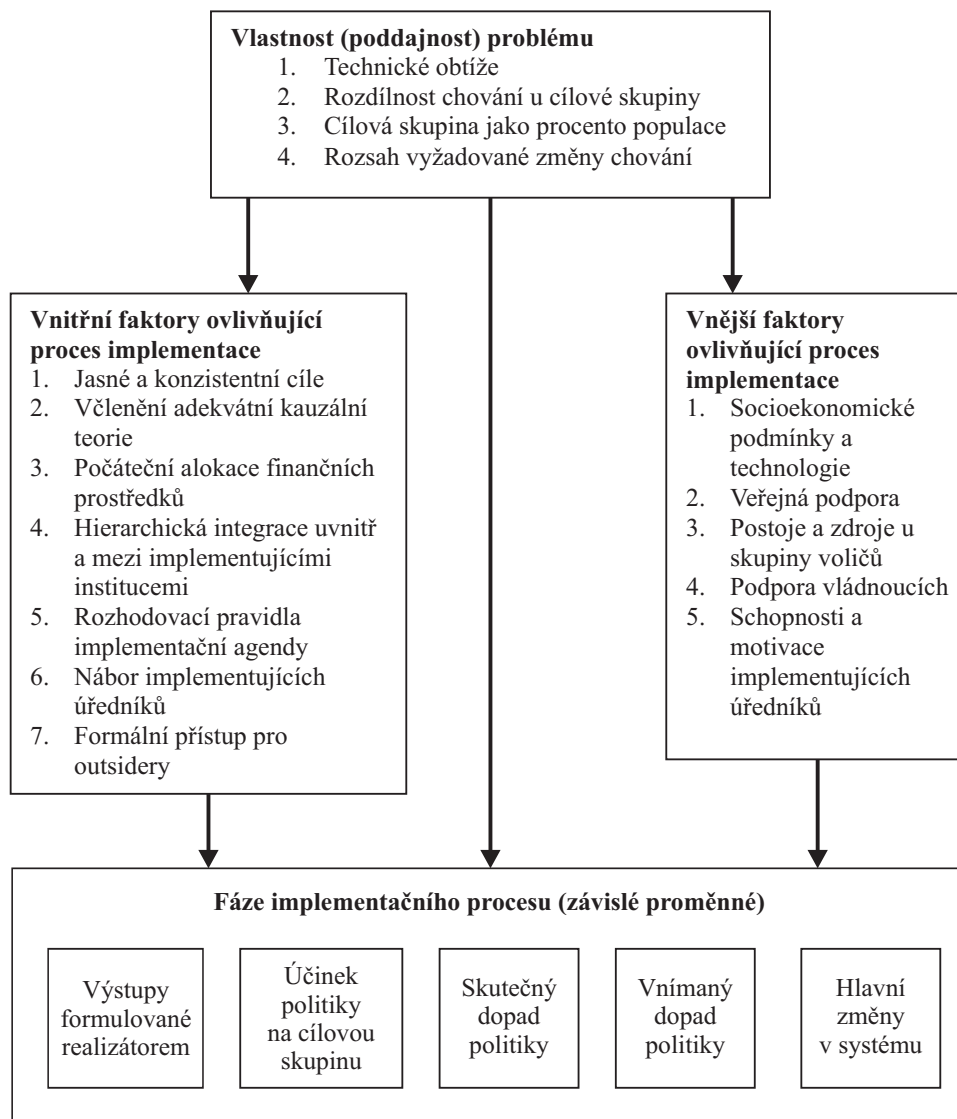 Vlastnost (poddajnost) problému
1. Technické obtíže
2. Rozdílnost chování u cílové skupiny
3. Cílová skupina jako procento populace
4. Rozsah vyžadované změny chování
Vnitřní faktory ovlivňující
proces implementace
1. Jasné a konzistentní cíle
2. Včlenění adekvátní kauzální
teorie
3. Počáteční alokace finančních
prostředků
4. Hierarchická integrace uvnitř
a mezi implementujícími
institucemi
5. Rozhodovací pravidla
implementační agendy
6. Nábor implementujících
úředníků
7. Formální přístup pro
outsidery
Vnější faktory
ovlivňující proces
implementace
1. Socioekonomické
podmínky a
technologie
2. Veřejná podpora
3. Postoje a zdroje u
skupiny voličů
4. Podpora vládnoucích
5. Schopnosti a
motivace
implementujících
úředníků
Fáze implementačního procesu (závislé proměnné)
Výstupy
formulované
realizátorem
Účinek
politiky
na cílovou
skupinu
Skutečný
dopad
politiky
Vnímaný
dopad
politiky
Hlavní
změny
v systému